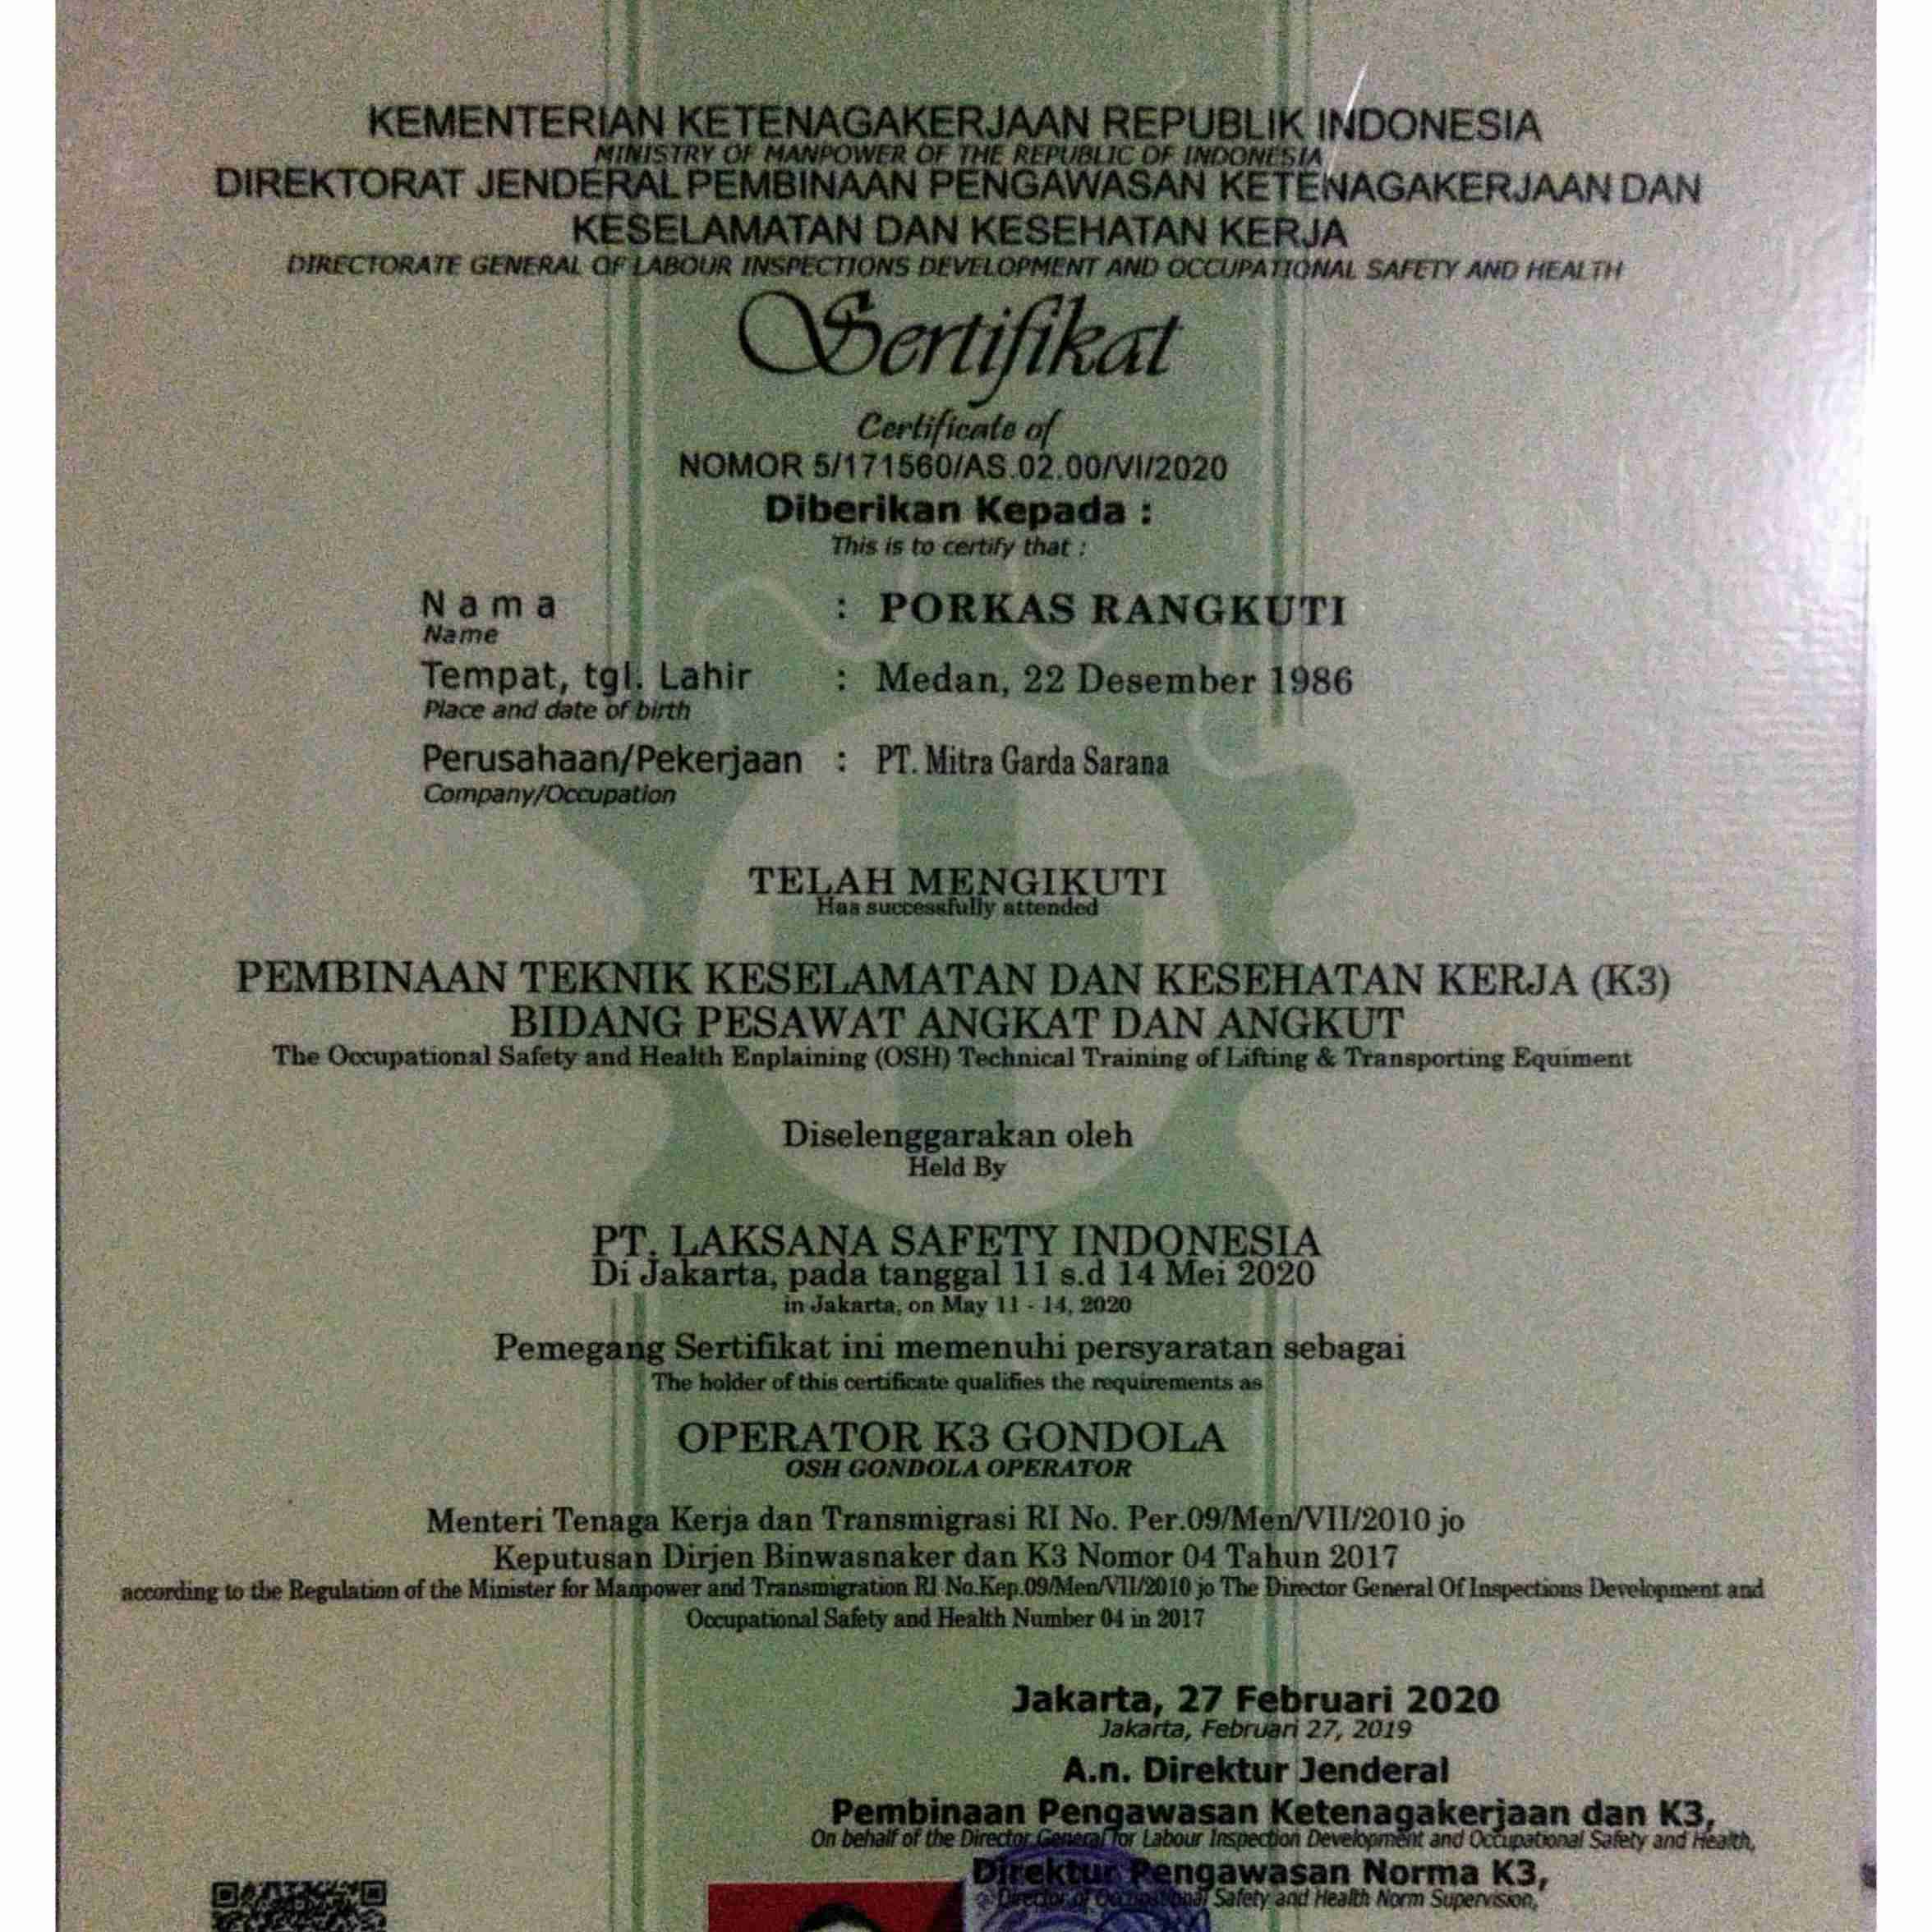 KEMENTERIAN KETENAGAKERJAAN REPUBLIK INDONESIA
MINISTRY OF MANPOWER OF THE REPUBLIC OF INDONESIA
DIREKTORAT JENDERAL PEMBINAAN PENGAWASAN KETENAGAKERJAAN DAN
KESELAMATAN DAN KESEHATAN KERJA
DIRECTORATE GENERAL OF LABOUR INSPECTIONS DEVELOPMENT AND OCCUPATIONAL SAFETY AND HEALTH
Sertifikat
Certificate of
NOMOR 5/171560/AS.02.00/VI/2020
Diberikan Kepada :
This is to certify that :
Nama : PORKAS RANGKUTI
Name
Tempat, tgl. Lahir : Medan, 22 Desember 1986
Place and date of birth
Perusahaan/Pekerjaan : PT. Mitra Garda Sarana
Company/Occupation
TELAH MENGIKUTI
Has successfully attended
PEMBINAAN TEKNIK KESELAMATAN DAN KESEHATAN KERJA (K3)
BIDANG PESAWAT ANGKAT DAN ANGKUT
The Occupational Safety and Health Enplaining (OSH) Technical Training of Lifting & Transporting Equiment
Diselenggarakan oleh
Held By
PT. LAKSANA SAFETY INDONESIA
Di Jakarta, pada tanggal 11 s.d 14 Mei 2020
in Jakarta, on May 11 - 14, 2020
Pemegang Sertifikat ini memenuhi persyaratan sebagai
The holder of this certificate qualifies the requirements as
OPERATOR K3 GONDOLA
OSH GONDOLA OPERATOR
Menteri Tenaga Kerja dan Transmigrasi RI No. Per.09/Men/VII/2010 jo
Keputusan Dirjen Binwasnaker dan K3 Nomor 04 Tahun 2017
according to the Regulation of the Minister for Manpower and Transmigration RI No.Kep.09/Men/VII/2010 jo The Director General Of Inspections Development and
Occupational Safety and Health Number 04 in 2017
Jakarta, 27 Februari 2020
Jakarta, Februari 27, 2019
A.n. Direktur Jenderal
Pembinaan Pengawasan Ketenagakerjaan dan K3,
On behalf of the Director General for Labour Inspection Development and Occupational Safety and Health,
Direktur Pengawasan Norma K3,
Director of Occupational Safety and Health Norm Supervision,